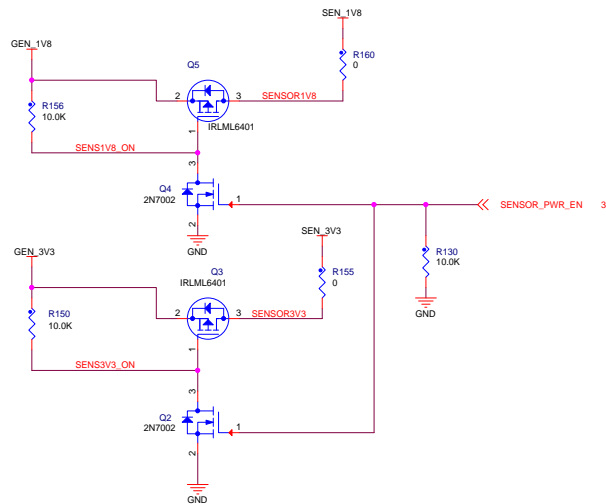 SEN_1V8
GEN_1V8
R160
0
Q5
2
3
SENSOR1V8
R156
10.0K
IRLML6401
1
SENS1V8_ON
3
Q4
2N7002
1
SENSOR_PWR_EN 3
2
GND
SEN_3V3
GEN_3V3
R130
10.0K
Q3
IRLML6401
R155
0
GND
R150
10.0K
2
3
SENSOR3V3
1
SENS3V3_ON
3
Q2
2N7002
1
2
GND